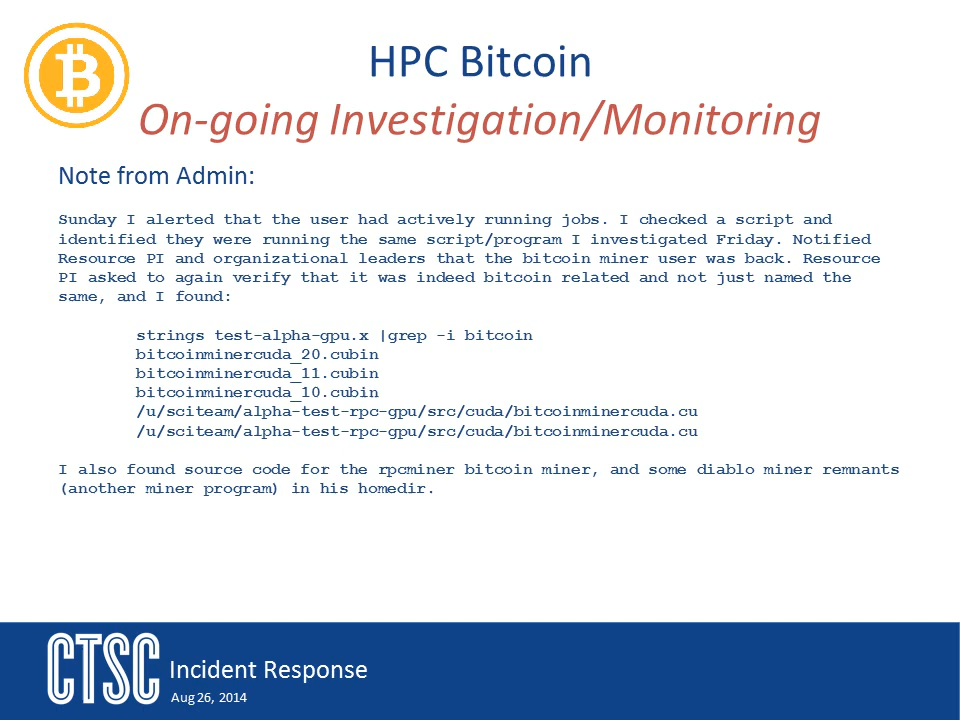 HPC Bitcoin
On-going Investigation/Monitoring
Note from Admin:
Sunday I alerted that the user had actively running jobs. I checked a script and
identified they were running the same script/program I investigated Friday. Notified
Resource PI and organizational leaders that the bitcoin miner user was back. Resource
PI asked to again verify that it was indeed bitcoin related and not just named the
same, and I found:
strings test-alpha-gpu.x |grep -i bitcoin
bitcoinminercuda_20.cubin
bitcoinminercuda_11.cubin
bitcoinminercuda_10.cubin
/u/sciteam/alpha-test-rpc-gpu/src/cuda/bitcoinminercuda.cu
/u/sciteam/alpha-test-rpc-gpu/src/cuda/bitcoinminercuda.cu
I also found source code for the rpcminer bitcoin miner, and some diablo miner remnants
(another miner program) in his homedir.
CTSC
Incident Response
Aug 26, 2014